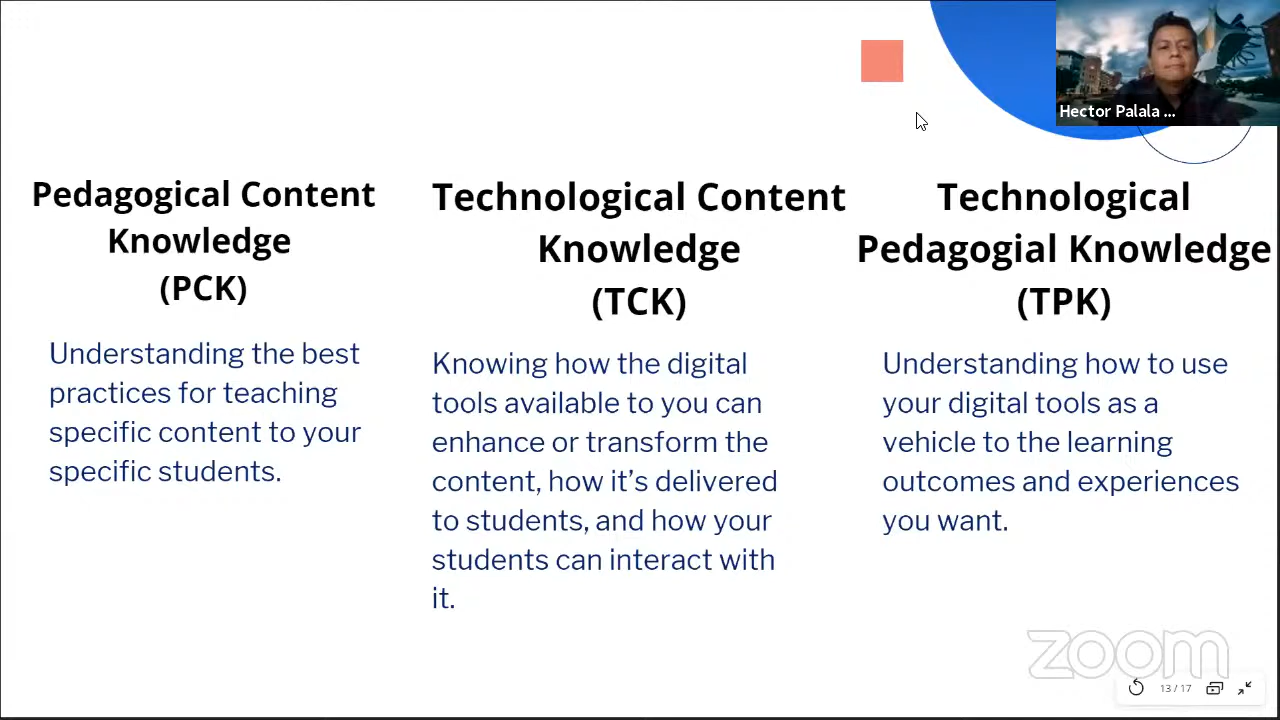 Hector Palala ...
Pedagogical Content
Knowledge
(PCK)
Understanding the best
practices for teaching
specific content to your
specific students.
Technological Content
Knowledge
(TCK)
Knowing how the digital
tools available to you can
enhance or transform the
content, how it’s delivered
to students, and how your
students can interact with
it.
Technological
Pedagogial Knowledge
(TPK)
Understanding how to use
your digital tools as a
vehicle to the learning
outcomes and experiences
you want.
zoom
13 / 17